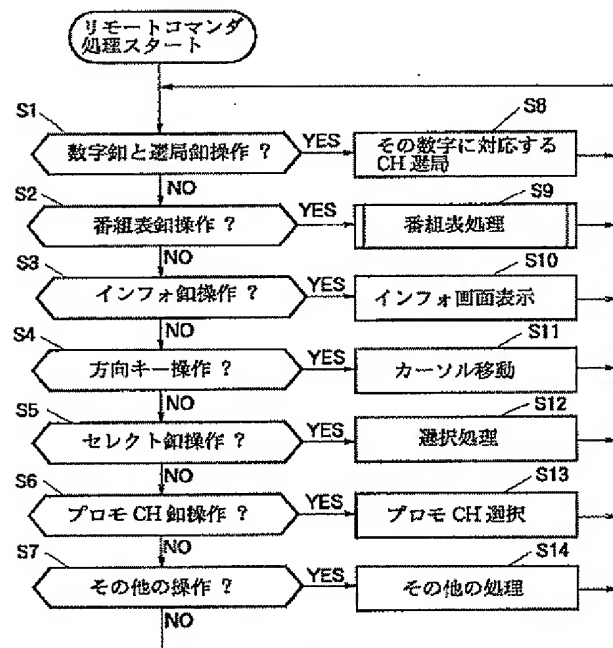 リモートコマンダ
処理スタート
S1
数字釦と選局釦操作 ?
YES
S8
その数字に対応する
CH 選局
NO
S2
番組表釦操作 ?
YES
S9
番組表処理
NO
S3
インフォ釦操作 ?
YES
S10
インフォ画面表示
NO
S4
方向キー操作 ?
YES
S11
カーソル移動
NO
S5
セレクト釦操作 ?
YES
S12
選択処理
NO
S6
プロモ CH 釦操作 ?
YES
S13
プロモ CH 選択
NO
S7
その他の操作 ?
YES
S14
その他の処理
NO